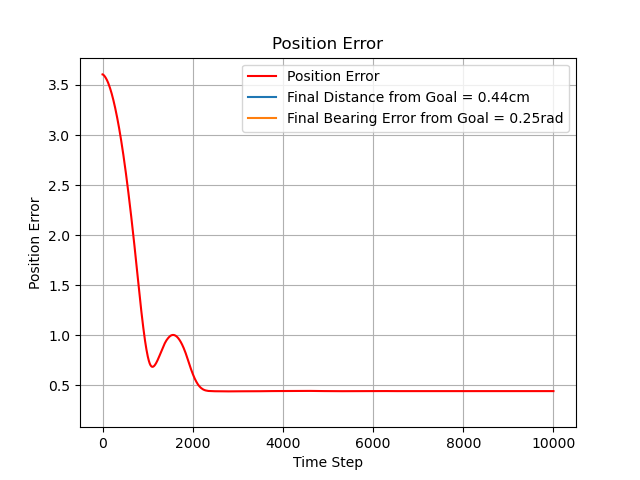 Position Error
Position Error
Final Distance from Goal = 0.44cm
Final Bearing Error from Goal = 0.25rad
Position Error
3.5
3.0
2.5
2.0
1.5
1.0
0.5
0 2000 4000 6000 8000 10000
Time Step